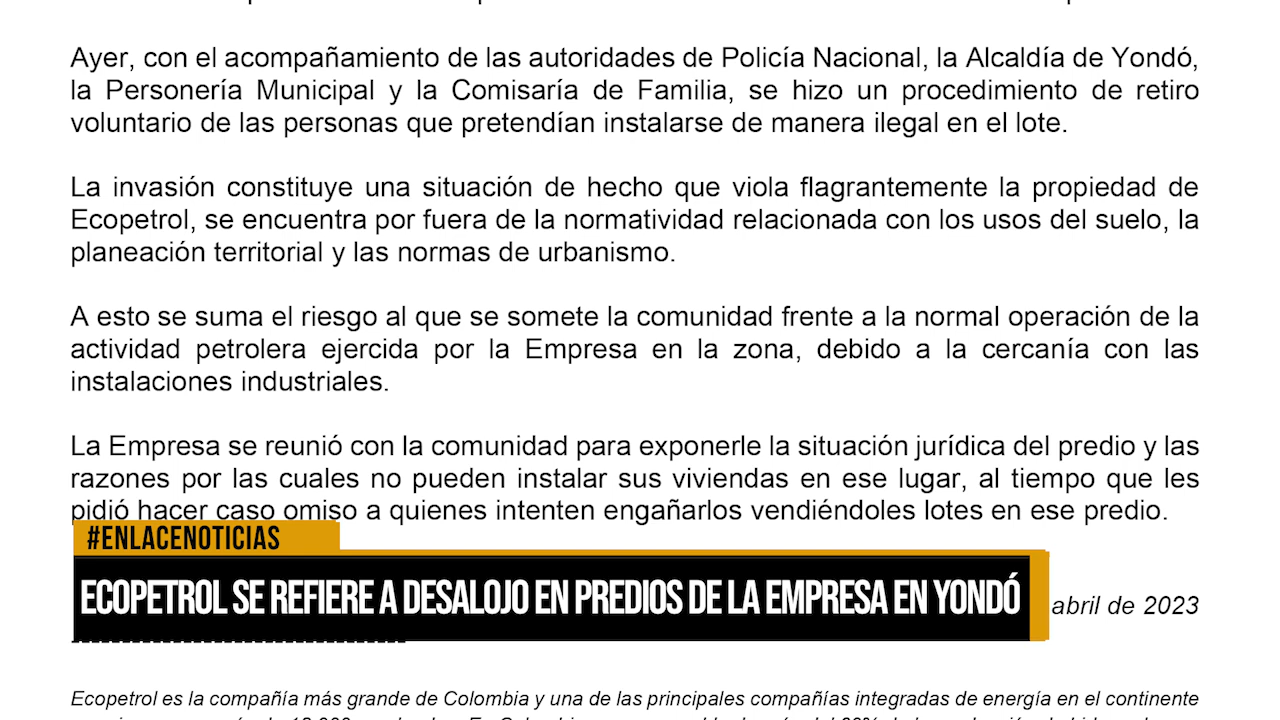 Ayer, con el acompañamiento de las autoridades de Policía Nacional, la Alcaldía de Yondó,
la Personería Municipal y la Comisaría de Familia, se hizo un procedimiento de retiro
voluntario de las personas que pretendían instalarse de manera ilegal en el lote.
La invasión constituye una situación de hecho que viola flagrantemente la propiedad de
Ecopetrol, se encuentra por fuera de la normatividad relacionada con los usos del suelo, la
planeación territorial y las normas de urbanismo.
A esto se suma el riesgo al que se somete la comunidad frente a la normal operación de la
actividad petrolera ejercida por la Empresa en la zona, debido a la cercanía con las
instalaciones industriales.
La Empresa se reunió con la comunidad para exponerle la situación jurídica del predio y las
razones por las cuales no pueden instalar sus viviendas en ese lugar, al tiempo que les
pidió hacer caso omiso a quienes intenten engañarlos vendiéndoles lotes en ese predio.
#ENLACENOTICIAS
ECOPETROL SE REFIERE A DESALOJO EN PREDIOS DE LA EMPRESA EN YONDÓ
abril de 2023
Ecopetrol es la compañía más grande de Colombia y una de las principales compañías integradas de energía en el continente